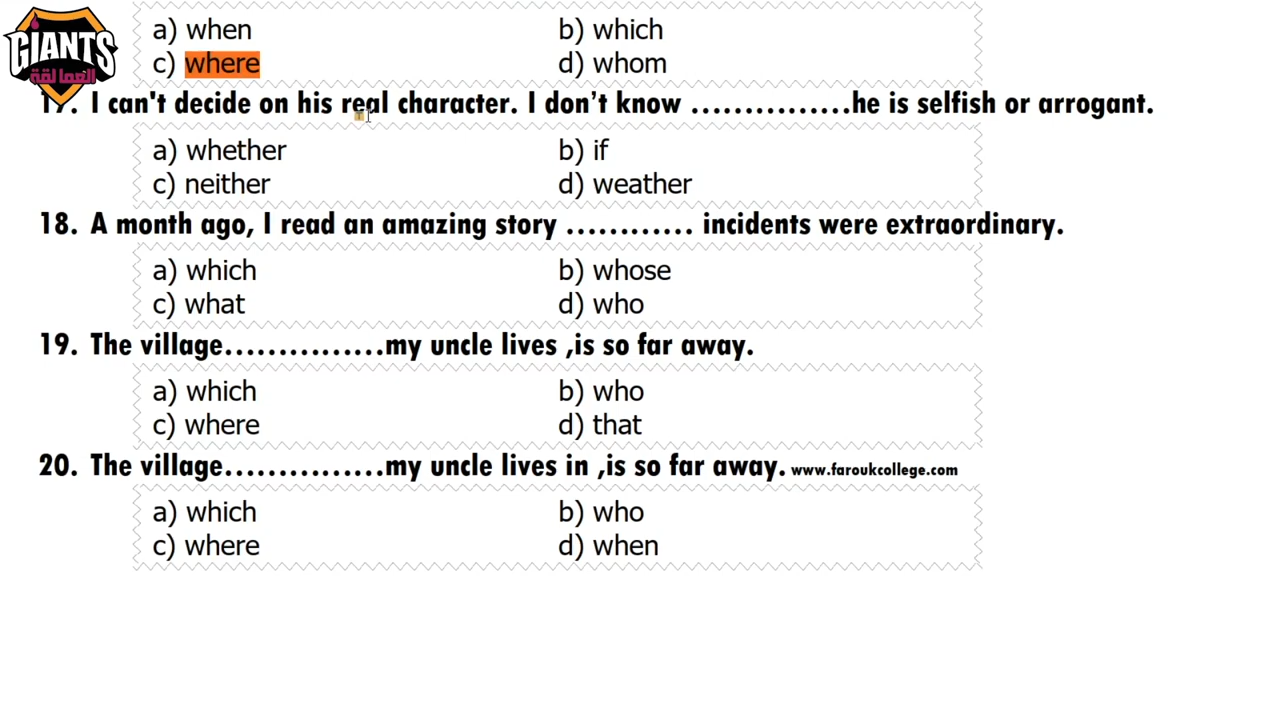 GIANTS
العمالقة
a) when b) which
c) where d) whom
17. I can't decide on his real character. I don’t know ...............he is selfish or arrogant.
a) whether b) if
c) neither d) weather
18. A month ago, I read an amazing story ............ incidents were extraordinary.
a) which b) whose
c) what d) who
19. The village...............my uncle lives ,is so far away.
a) which b) who
c) where d) that
20. The village...............my uncle lives in ,is so far away. www.faroukcollege.com
a) which b) who
c) where d) when